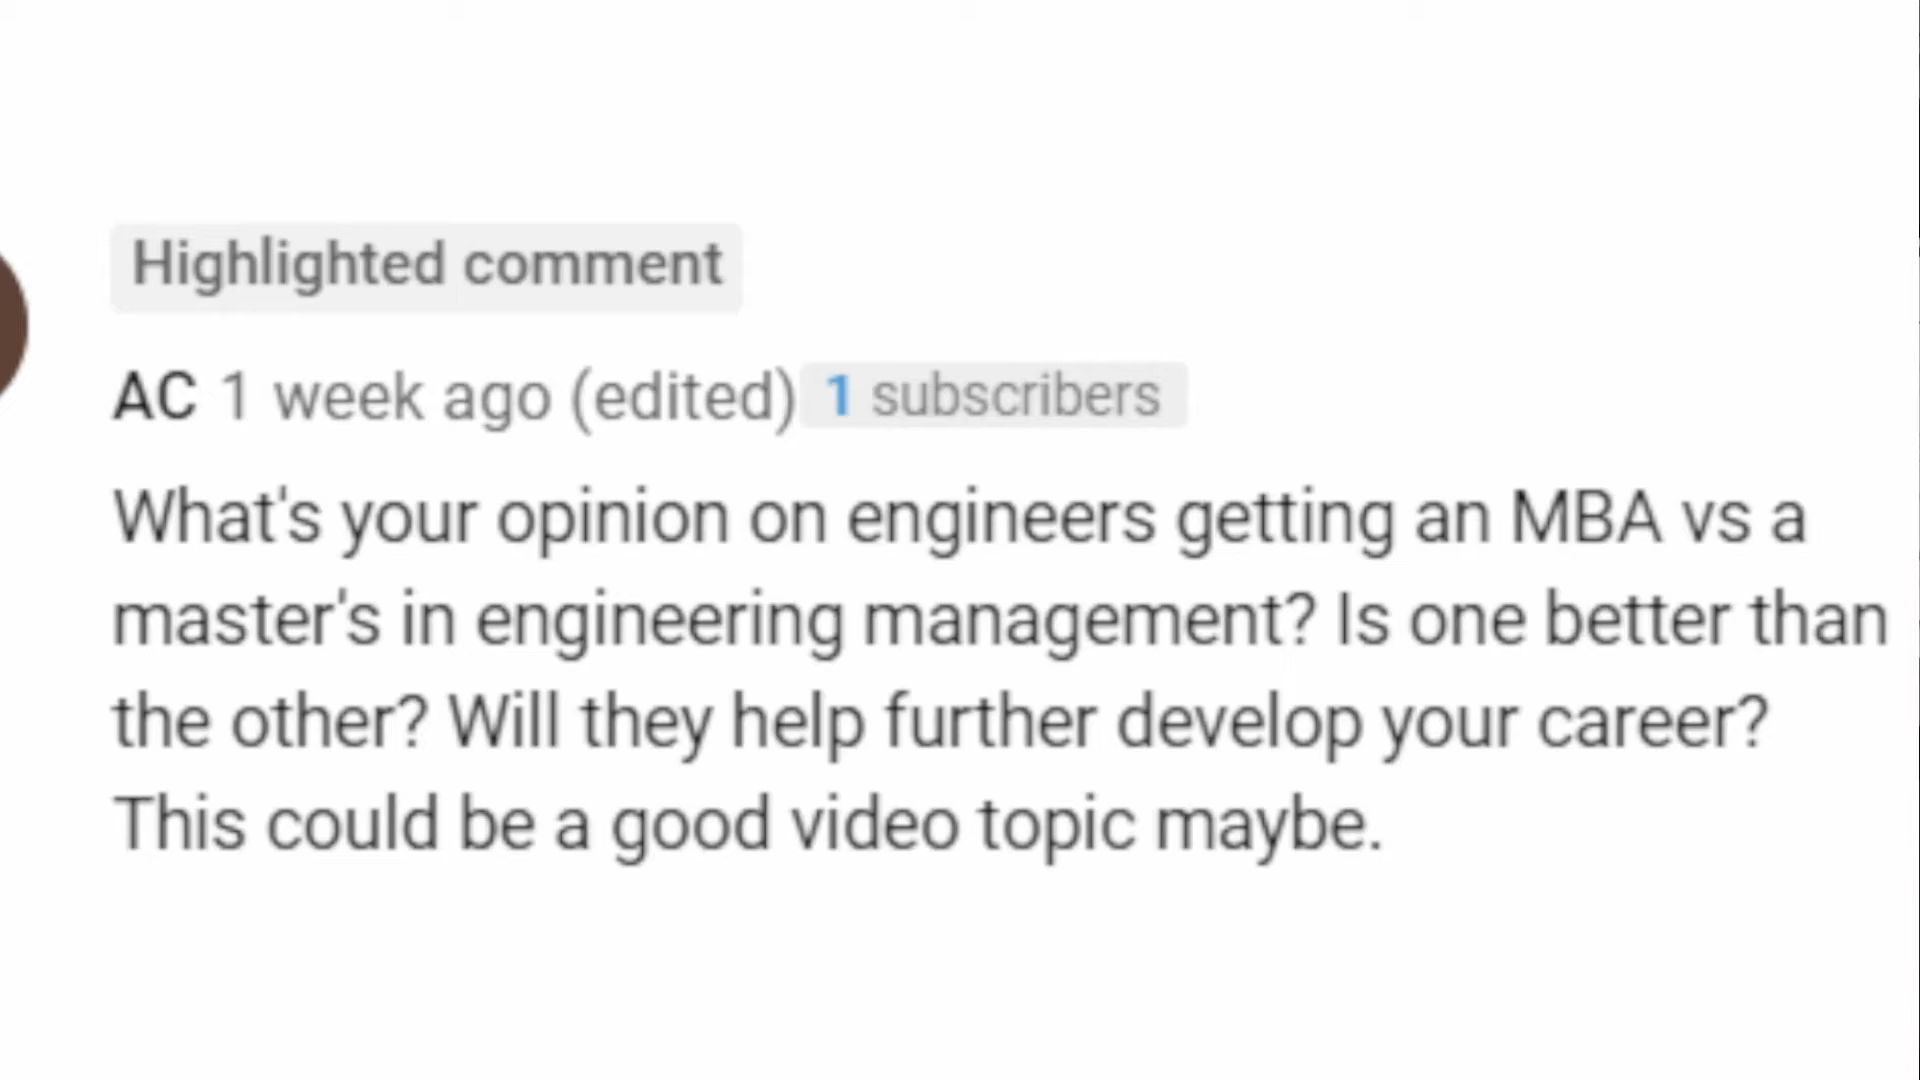 Highlighted comment
AC 1 week ago (edited) 1 subscribers
What's your opinion on engineers getting an MBA vs a
master's in engineering management? Is one better than
the other? Will they help further develop your career?
This could be a good video topic maybe.